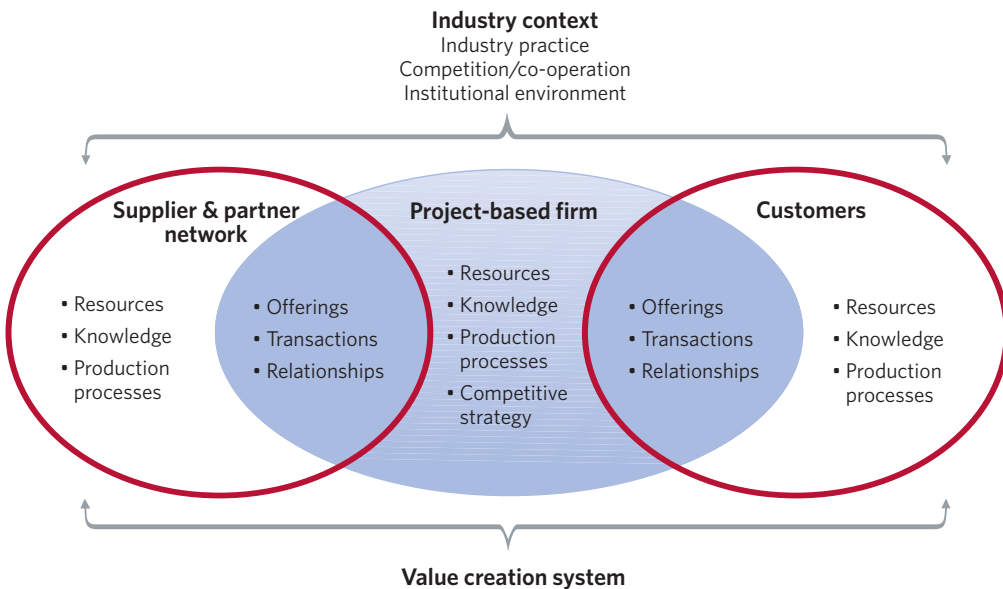 Industry context
Industry practice
Competition/co-operation
Institutional environment
Supplier & partner
network
Project-based firm
Customers
• Resources
• Knowledge
• Production
processes
• Offerings
• Transactions
• Relationships
• Resources
• Knowledge
• Production
processes
• Competitive
strategy
• Offerings
• Transactions
• Relationships
• Resources
• Knowledge
• Production
processes
Value creation system